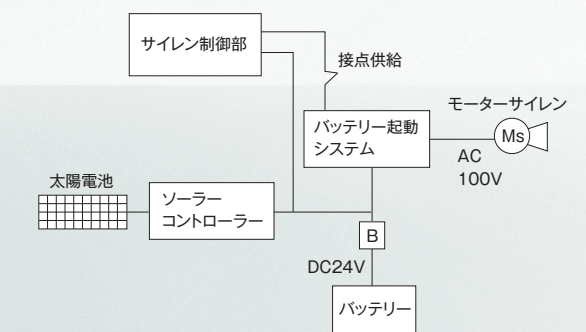 サイレン制御部
接点供給
モーターサイレン
バッテリー起動
システム
Ms
AC
100V
太陽電池
ソーラー
コントローラー
B
DC24V
バッテリー